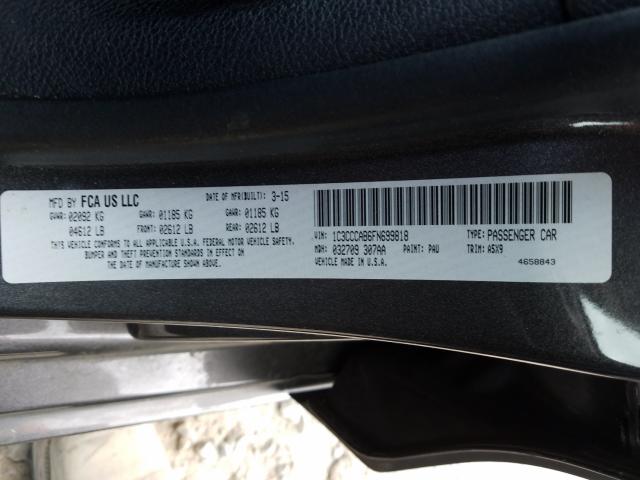 MFD BY FCA US LLC DATE OF MFR(BUILT): 3-15
GVWR: 02092 KG GAWR: 01185 KG GAWR: 01185 KG
04612 LB FRONT: 02612 LB REAR: 02612 LB
THIS VEHICLE CONFORMS TO ALL APPLICABLE U.S.A. FEDERAL MOTOR VEHICLE SAFETY,
BUMPER AND THEFT PREVENTION STANDARDS IN EFFECT ON
THE DATE OF MANUFACTURE SHOWN ABOVE.
VIN: 1C3CCCAB6FN699818 TYPE: PASSENGER CAR
MDH: 032709 307AA PAINT: PAU TRIM: A5X9
VEHICLE MADE IN U.S.A.
4658843